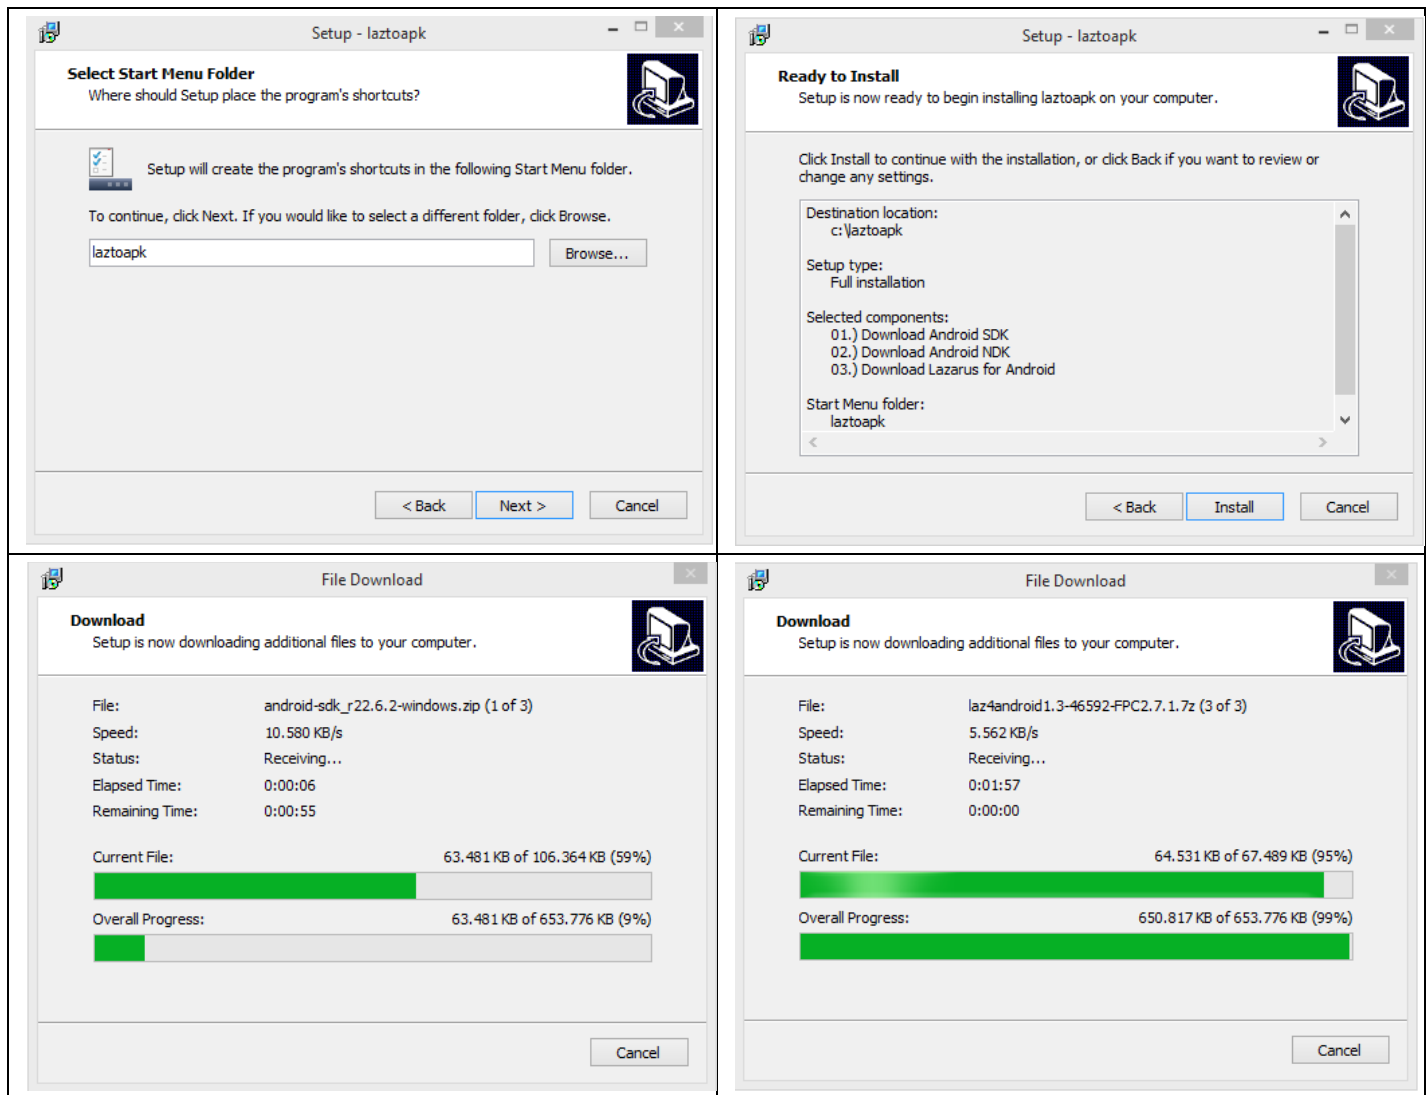 Setup - laztoapk
Select Start Menu Folder
Where should Setup place the program's shortcuts?
Setup will create the program's shortcuts in the following Start Menu folder.
To continue, click Next. If you would like to select a different folder, click Browse.
laztoapk
Browse...
< Back
Next >
Cancel
Setup - laztoapk
Ready to Install
Setup is now ready to begin installing laztoapk on your computer.
Click Install to continue with the installation, or click Back if you want to review or
change any settings.
Destination location:
c:\laztoapk
Setup type:
Full installation
Selected components:
01.) Download Android SDK
02.) Download Android NDK
03.) Download Lazarus for Android
Start Menu folder:
laztoapk
< Back
Install
Cancel
File Download
Download
Setup is now downloading additional files to your computer.
File: android-sdk_r22.6.2-windows.zip (1 of 3)
Speed: 10.580 KB/s
Status: Receiving...
Elapsed Time: 0:00:06
Remaining Time: 0:00:55
Current File: 63.481 KB of 106.364 KB (59%)
Overall Progress: 63.481 KB of 653.776 KB (9%)
Cancel
File Download
Download
Setup is now downloading additional files to your computer.
File: laz4android1.3-46592-FPC2.7.1.7z (3 of 3)
Speed: 5.562 KB/s
Status: Receiving...
Elapsed Time: 0:01:57
Remaining Time: 0:00:00
Current File: 64.531 KB of 67.489 KB (95%)
Overall Progress: 650.817 KB of 653.776 KB (99%)
Cancel